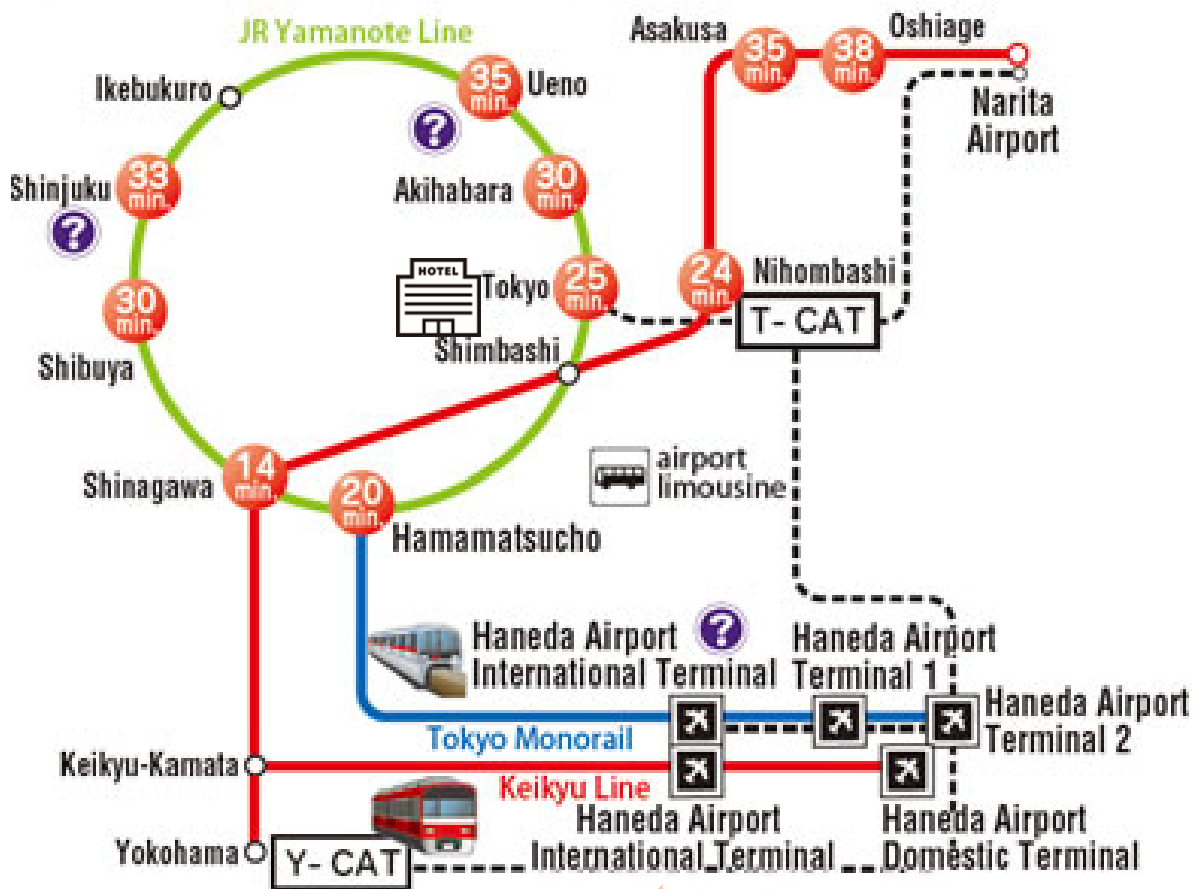 JR Yamanote Line
Asakusa
35
min.
38
min.
Oshiage
Narita
Airport
Ikebukuro
35
min.
Ueno
?
Shinjuku
33
min.
?
Akihabara
30
min.
HOTEL
Tokyo
25
min.
24
min.
Nihombashi
T-CAT
30
min.
Shibuya
Shimbashi
Shinagawa
14
min.
20
min.
Hamamatsucho
airport
limousine
Haneda Airport
International Terminal
?
Haneda Airport
Terminal 1
Haneda Airport
Terminal 2
Tokyo Monorail
Keikyu-Kamata
Keikyu Line
Haneda Airport
International Terminal
Haneda Airport
Domestic Terminal
Yokohama
Y-CAT